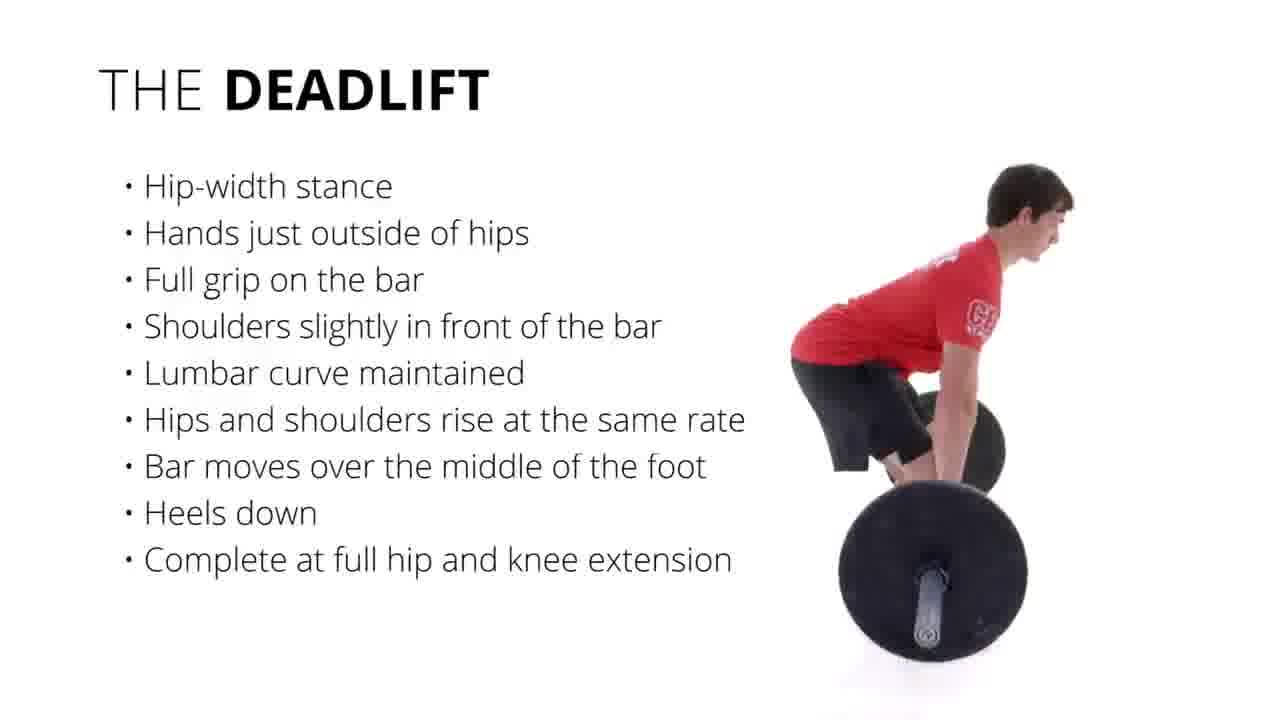 THE DEADLIFT
• Hip-width stance
• Hands just outside of hips
• Full grip on the bar
• Shoulders slightly in front of the bar
• Lumbar curve maintained
• Hips and shoulders rise at the same rate
• Bar moves over the middle of the foot
• Heels down
• Complete at full hip and knee extension